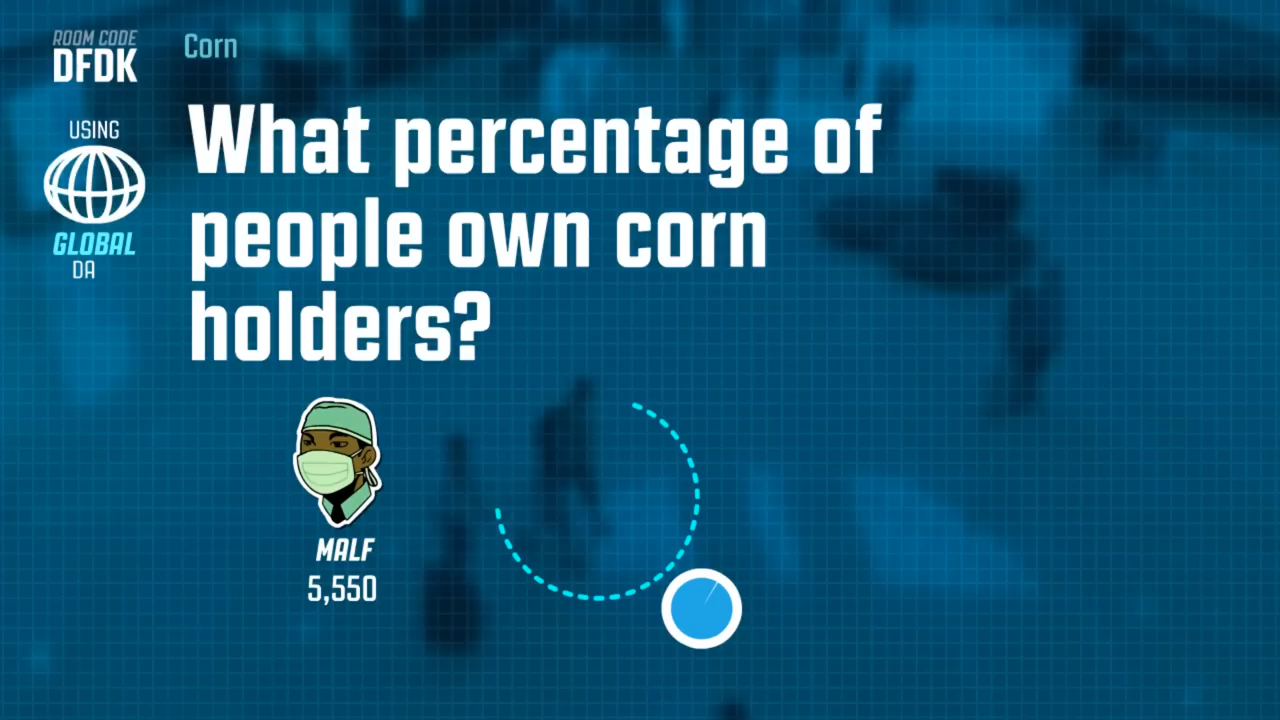 ROOM CODE
DFDK
Corn
USING
GLOBAL
DA
What percentage of
people own corn
holders?
MALF
5,550